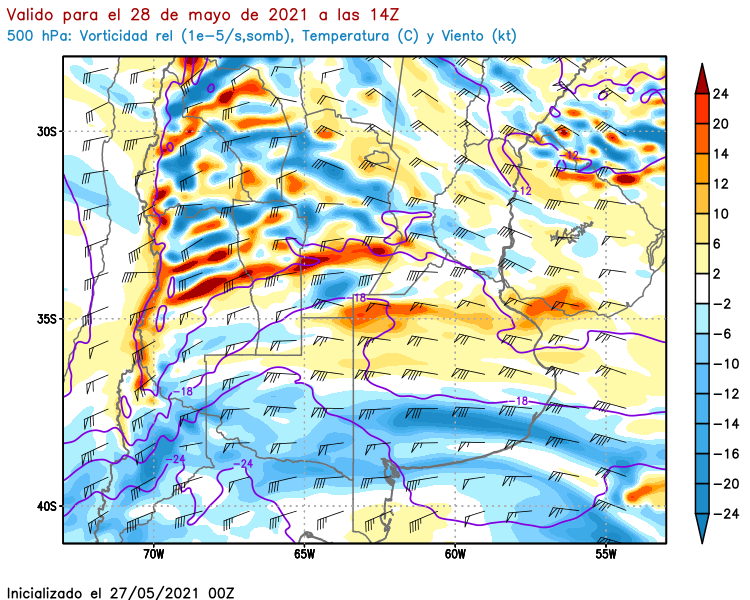 Valido para el 28 de mayo de 2021 a las 14Z
500 hPa: Vorticidad rel (1e-5/s,somb), Temperatura (C) y Viento (kt)
30S
35S
40S
70W
65W
60W
55W
-12
-12
-18
-18
-18
-24
-24
24
20
14
12
10
6
2
-2
-6
-10
-12
-14
-16
-20
-24
Inicializado el 27/05/2021 00Z